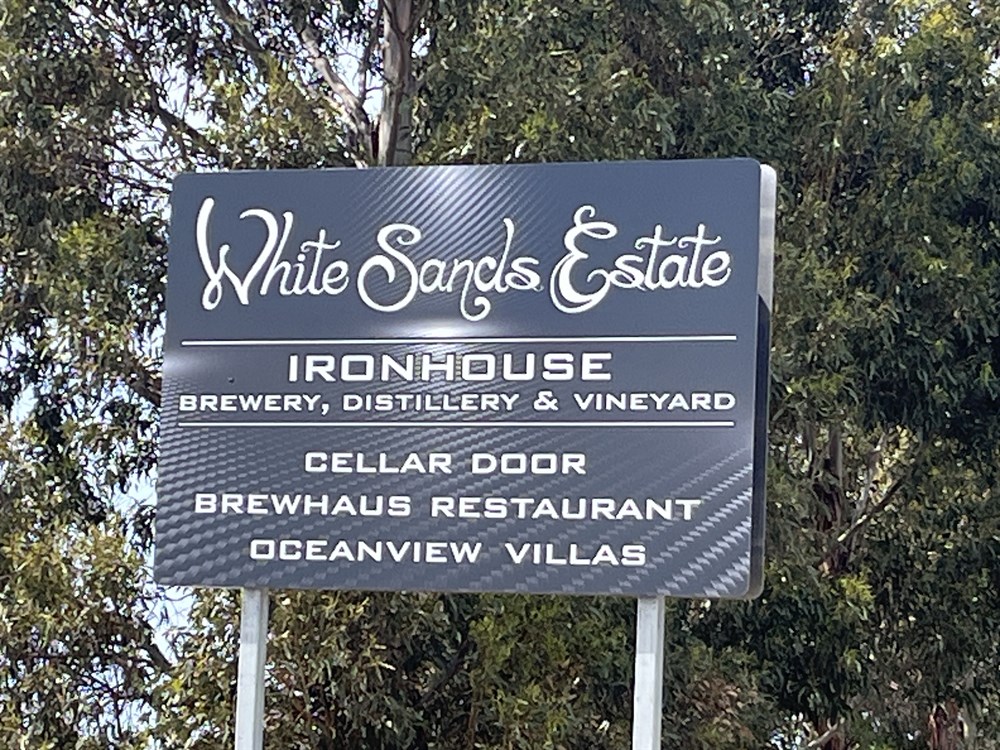 White Sands Estate
IRONHOUSE
BREWERY, DISTILLERY & VINEYARD
CELLAR DOOR
BREWHAUS RESTAURANT
OCEANVIEW VILLAS